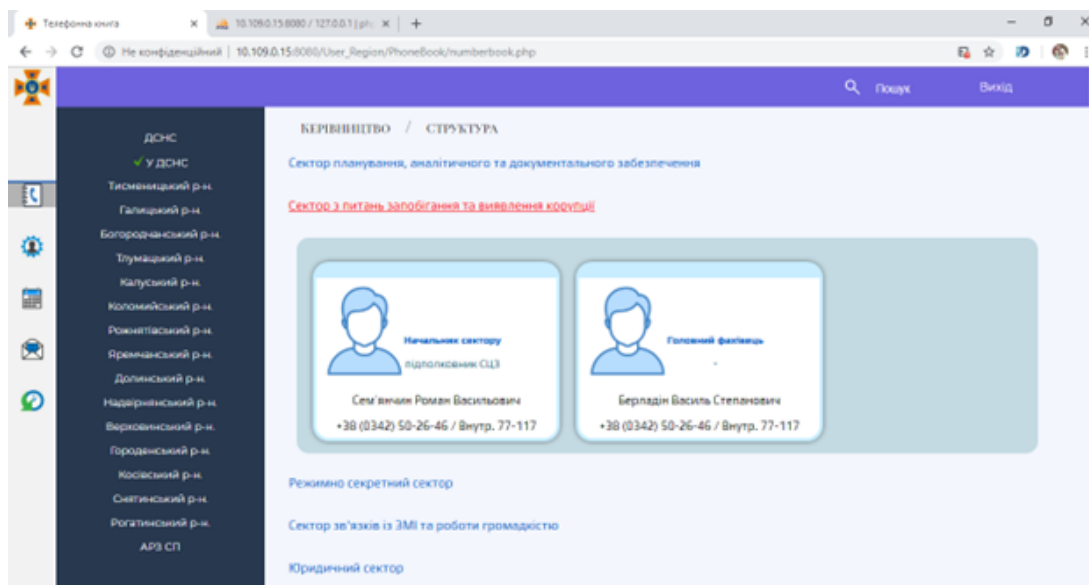 Телефонна книга
10.109.0.15:8080 / 127.0.0.1 | ph
Не конфіденційний | 10.109.0.15:8080/User_Region/PhoneBook/numberbook.php
Пошук
Вихід
ДСНС
У ДСНС
Тисменицький р-н.
Галицький р-н.
Богородчанський р-н.
Тлумацький р-н.
Калуський р-н.
Коломийський р-н.
Рожнятівський р-н.
Яремчанський р-н.
Долинський р-н.
Надвірнянський р-н.
Верховинський р-н.
Городенський р-н.
Косівський р-н.
Снятинський р-н.
Рогатинський р-н.
АРЗ СП
КЕРІВНИЦТВО / СТРУКТУРА
Сектор планування, аналітичного та документального забезпечення
Сектор з питань запобігання та виявлення корупції
Начальник сектору
підполковник СЦЗ
Сем'янчин Роман Васильович
+38 (0342) 50-26-46 / Внутр. 77-117
Головний фахівець
-
Берладін Василь Степанович
+38 (0342) 50-26-46 / Внутр. 77-117
Режимно секретний сектор
Сектор зв'язків із ЗМІ та роботи громадкістю
Юридичний сектор